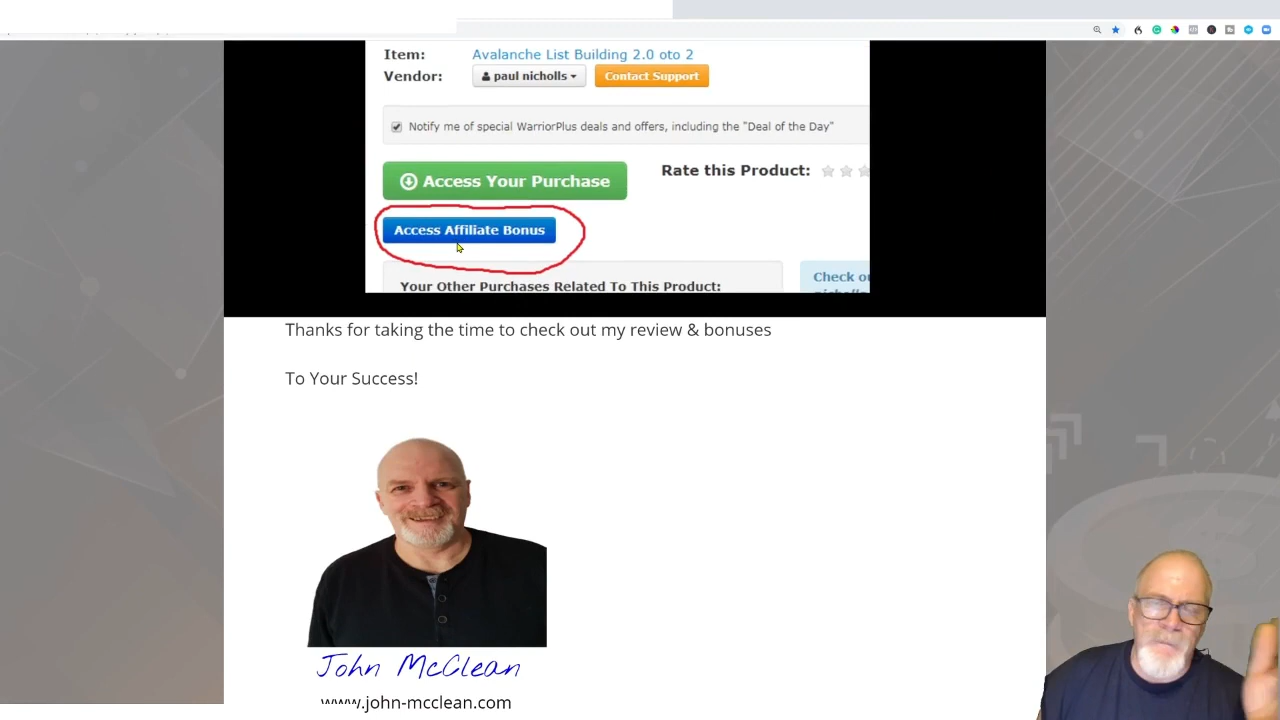 Item: Avalanche List Building 2.0 oto 2
Vendor: paul nicholls Contact Support
Notify me of special WarriorPlus deals and offers, including the "Deal of the Day"
Access Your Purchase Rate this Product:
Access Affiliate Bonus
Your Other Purchases Related To This Product:
Check
Thanks for taking the time to check out my review & bonuses
To Your Success!
John McClean
www.john-mcclean.com